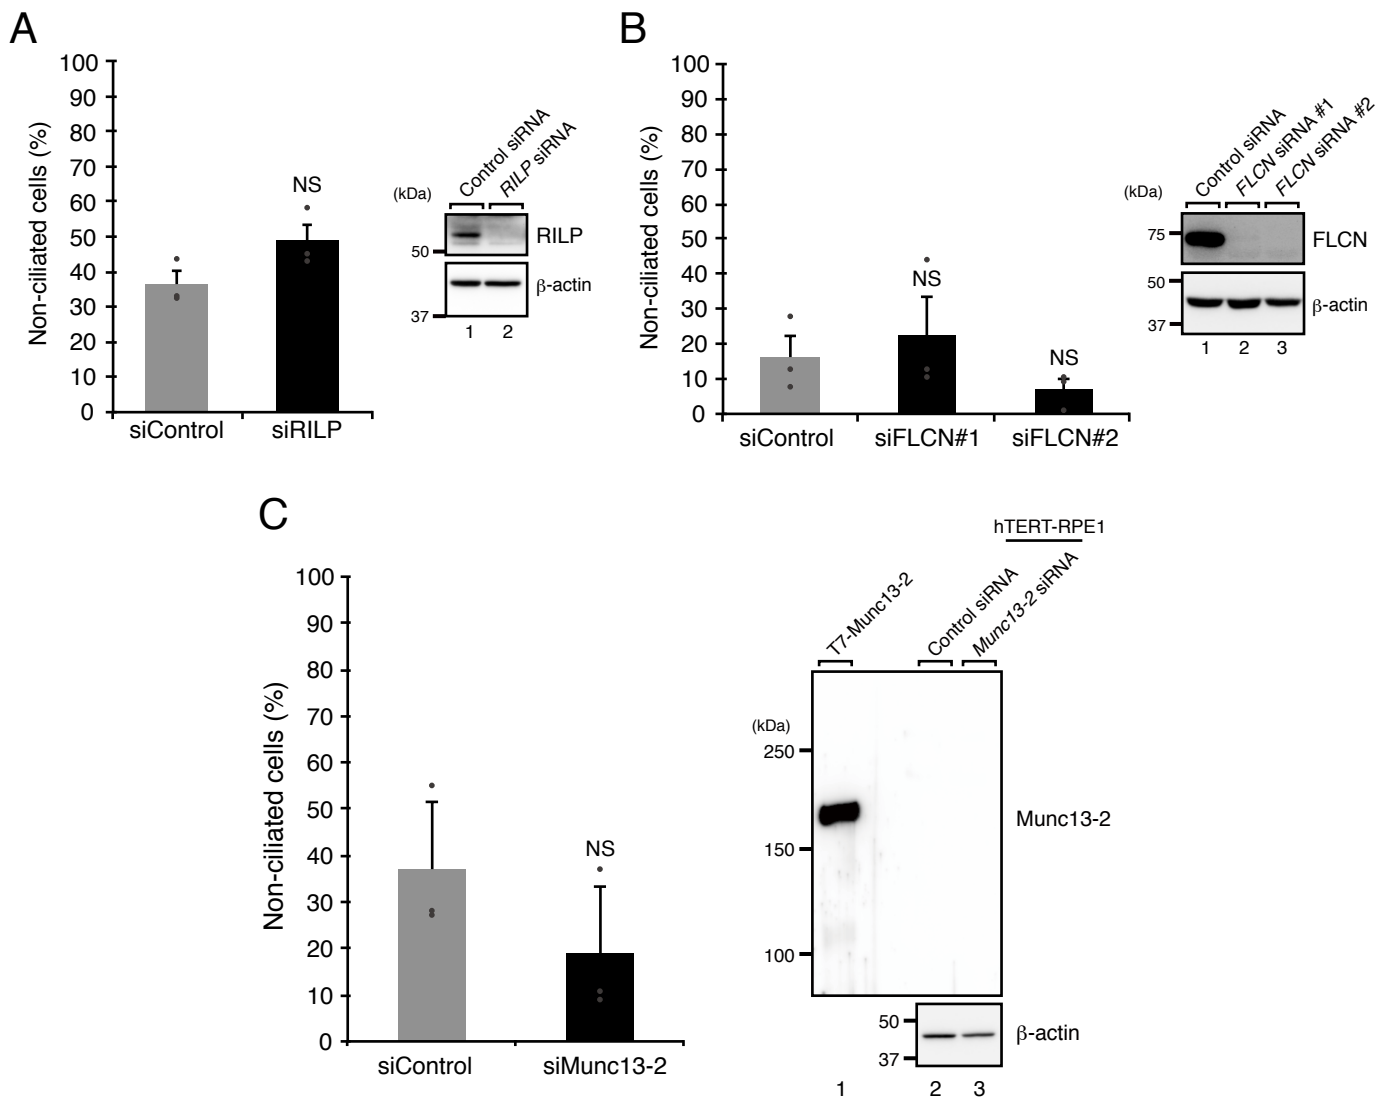 A
Non-ciliated cells (%)
100
90
80
70
60
50
40
30
20
10
0
NS
siControl
siRILP
Control siRNA
RILP siRNA
(kDa)
50
37
RILP
β-actin
1 2
B
Non-ciliated cells (%)
100
90
80
70
60
50
40
30
20
10
0
NS
NS
siControl
siFLCN#1
siFLCN#2
Control siRNA
FLCN siRNA #1
FLCN siRNA #2
(kDa)
75
50
37
FLCN
β-actin
1 2 3
C
Non-ciliated cells (%)
100
90
80
70
60
50
40
30
20
10
0
NS
siControl
siMunc13-2
hTERT-RPE1
T7-Munc13-2
Control siRNA
Munc13-2 siRNA
(kDa)
250
150
100
Munc13-2
50
37
β-actin
1 2 3